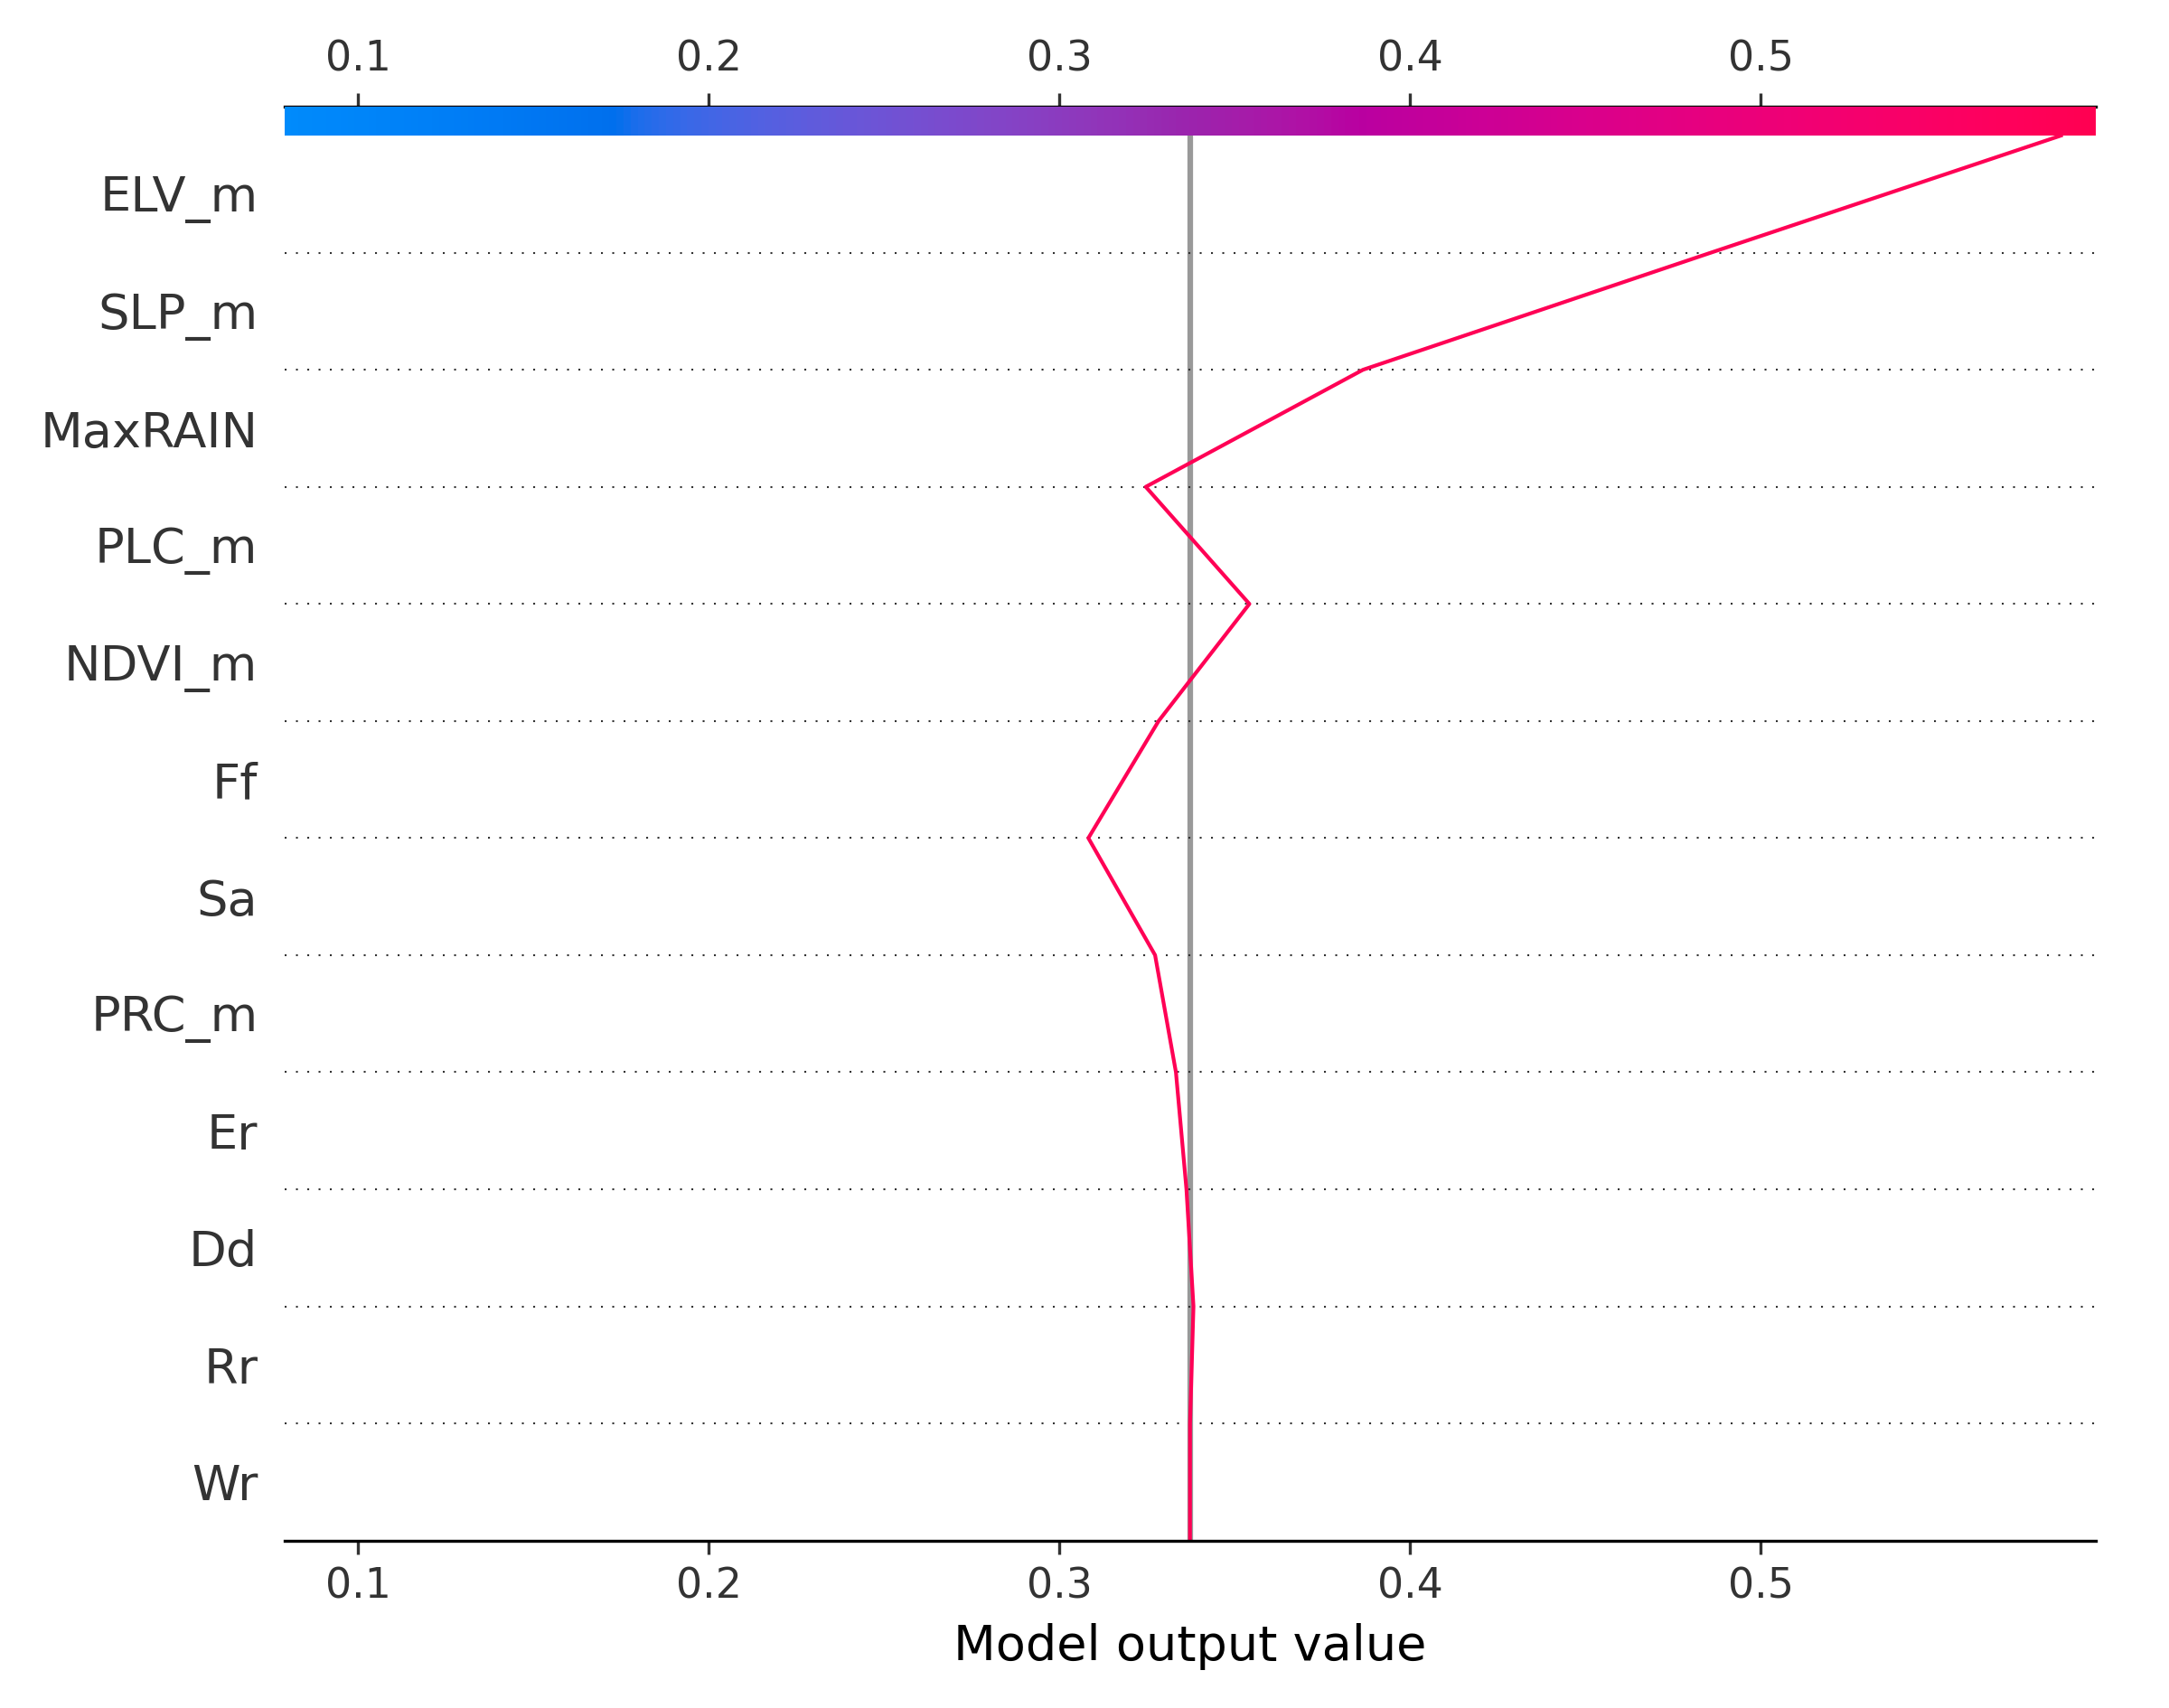 0.1 0.2 0.3 0.4 0.5
ELV_m
SLP_m
MaxRAIN
PLC_m
NDVI_m
Ff
Sa
PRC_m
Er
Dd
Rr
Wr
0.1 0.2 0.3 0.4 0.5
Model output value